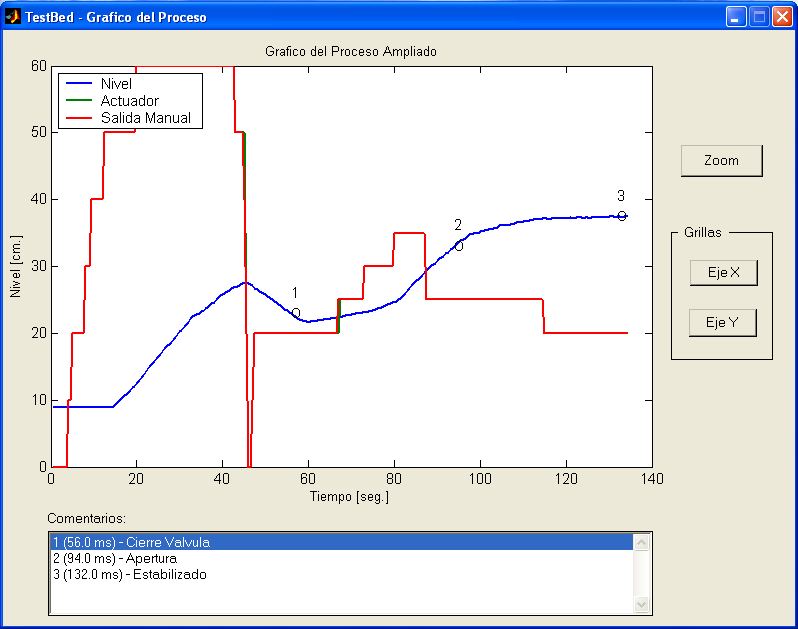 TestBed - Grafico del Proceso
Grafico del Proceso Ampliado
60
50
40
30
20
10
0
Nivel [cm.]
Nivel
Actuador
Salida Manual
1
2
3
0 20 40 60 80 100 120 140
Tiempo [seg.]
Zoom
Grillas
Eje X
Eje Y
Comentarios:
1 (56.0 ms) - Cierre Valvula
2 (94.0 ms) - Apertura
3 (132.0 ms) - Estabilizado